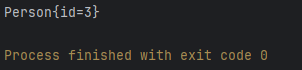 Person{id=3}
Process finished with exit code 0